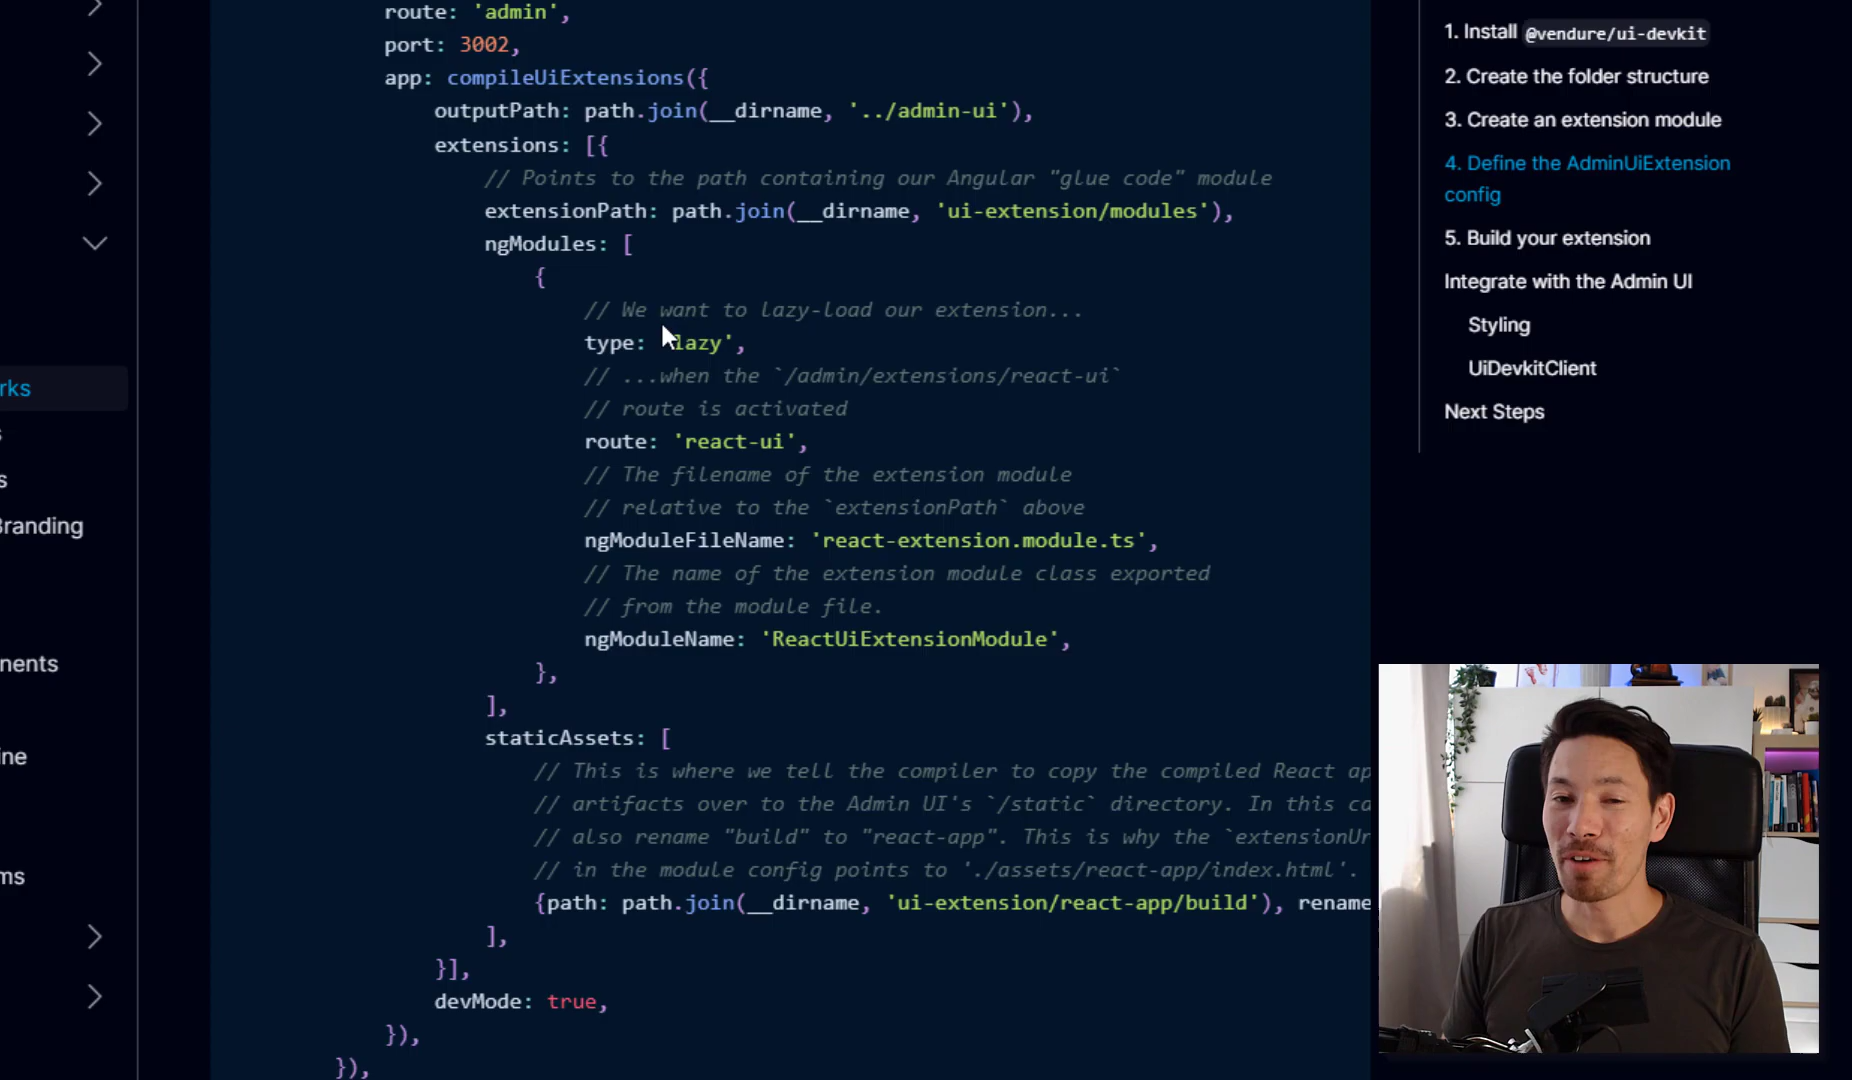 route: 'admin',
port: 3002,
app: compileUiExtensions({
outputPath: path.join(__dirname, '../admin-ui'),
extensions: [{
// Points to the path containing our Angular "glue code" module
extensionPath: path.join(__dirname, 'ui-extension/modules'),
ngModules: [
{
// We want to lazy-load our extension...
type: 'lazy',
// ...when the `/admin/extensions/react-ui`
// route is activated
route: 'react-ui',
// The filename of the extension module
// relative to the `extensionPath` above
ngModuleFileName: 'react-extension.module.ts',
// The name of the extension module class exported
// from the module file.
ngModuleName: 'ReactUiExtensionModule',
},
],
staticAssets: [
// This is where we tell the compiler to copy the compiled React ap
// artifacts over to the Admin UI's `/static` directory. In this ca
// also rename "build" to "react-app". This is why the `extensionUr
// in the module config points to './assets/react-app/index.html'.
{path: path.join(__dirname, 'ui-extension/react-app/build'), rename
],
}],
devMode: true,
}),
}),
rks
s
s
Branding
nents
ine
ms
1. Install @vendure/ui-devkit
2. Create the folder structure
3. Create an extension module
4. Define the AdminUiExtension
config
5. Build your extension
Integrate with the Admin UI
Styling
UiDevkitClient
Next Steps